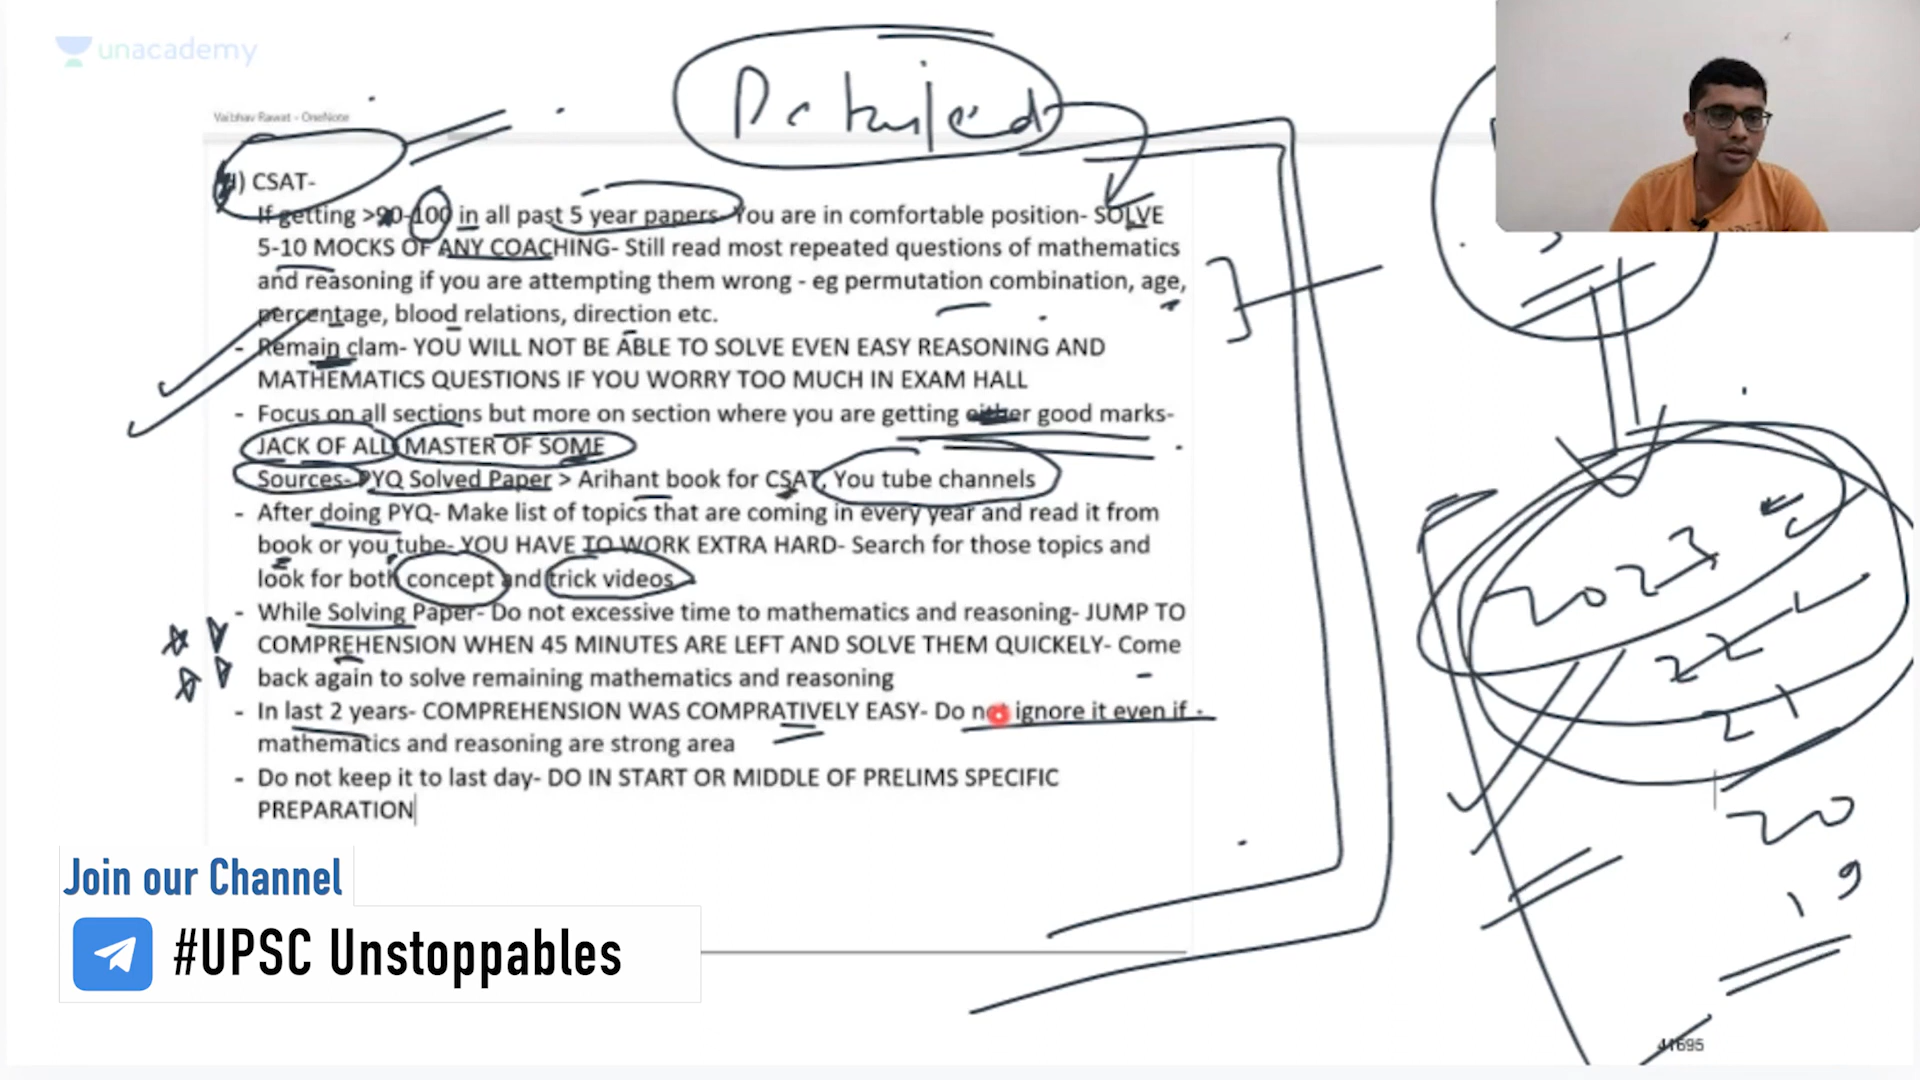 unacademy
Detailed
Vaibhav Rawat - OneNote
CSAT-
If getting >90-100 in all past 5 year papers- You are in comfortable position- SOLVE
5-10 MOCKS OF ANY COACHING- Still read most repeated questions of mathematics
and reasoning if you are attempting them wrong - eg permutation combination, age,
percentage, blood relations, direction etc.
- Remain clam- YOU WILL NOT BE ABLE TO SOLVE EVEN EASY REASONING AND
MATHEMATICS QUESTIONS IF YOU WORRY TOO MUCH IN EXAM HALL
- Focus on all sections but more on section where you are getting either good marks-
JACK OF ALL MASTER OF SOME
Sources- PYQ Solved Paper > Arihant book for CSAT, You tube channels
- After doing PYQ- Make list of topics that are coming in every year and read it from
book or you tube- YOU HAVE TO WORK EXTRA HARD- Search for those topics and
look for both concept and trick videos
- While Solving Paper- Do not excessive time to mathematics and reasoning- JUMP TO
COMPREHENSION WHEN 45 MINUTES ARE LEFT AND SOLVE THEM QUICKELY- Come
back again to solve remaining mathematics and reasoning
- In last 2 years- COMPREHENSION WAS COMPRATIVELY EASY- Do not ignore it even if -
mathematics and reasoning are strong area
- Do not keep it to last day- DO IN START OR MIDDLE OF PRELIMS SPECIFIC
PREPARATION
2023
22
21
20
19
Join our Channel
#UPSC Unstoppables